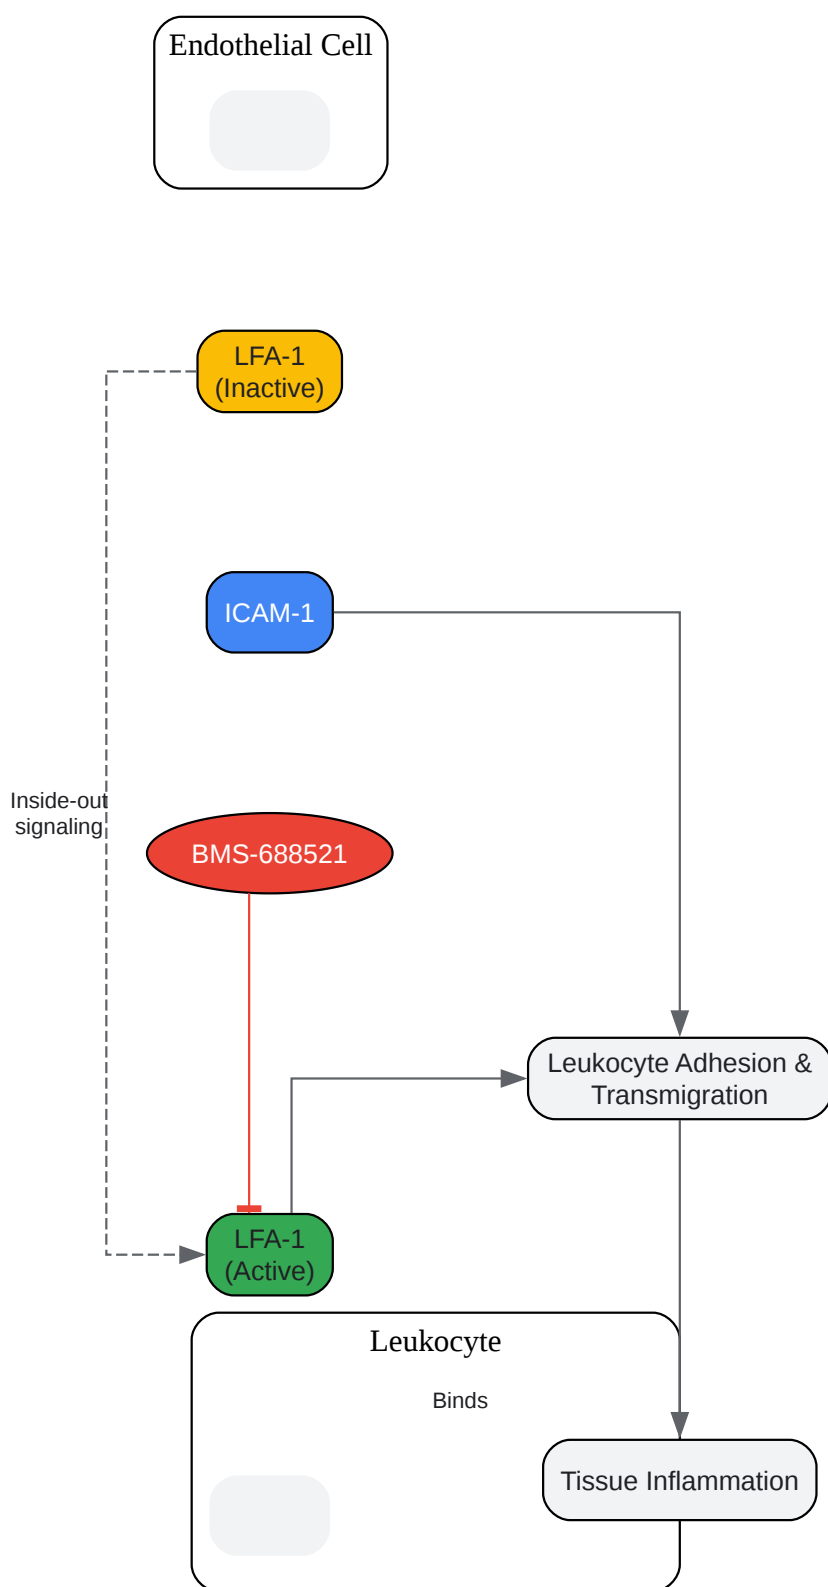 Endothelial Cell
LFA-1
(Inactive)
ICAM-1
Inside-out
signaling
BMS-688521
Leukocyte Adhesion &
Transmigration
LFA-1
(Active)
Leukocyte
Binds
Tissue Inflammation